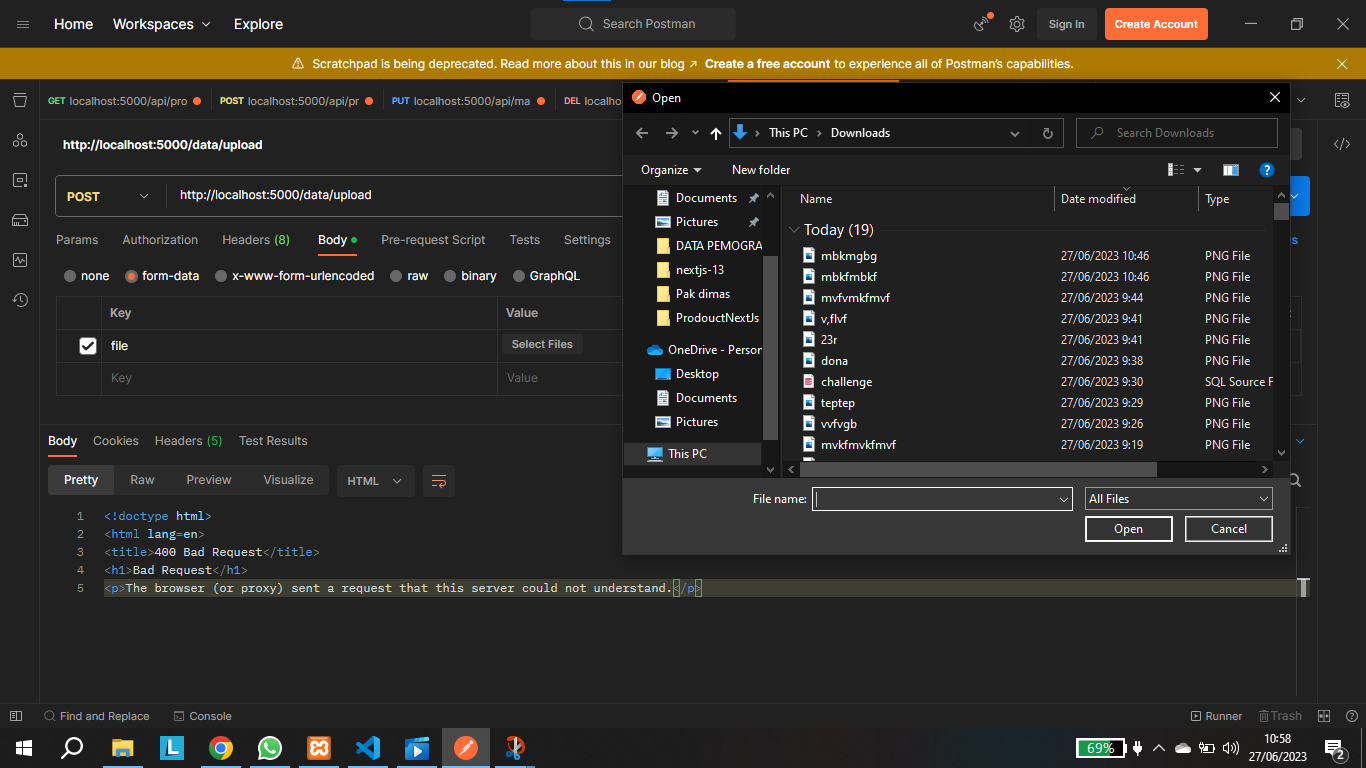 Home Workspaces Explore Search Postman Sign In Create Account
Scratchpad is being deprecated. Read more about this in our blog ↗ Create a free account to experience all of Postman's capabilities.
GET localhost:5000/api/pro POST localhost:5000/api/pr PUT localhost:5000/api/ma DEL localho
http://localhost:5000/data/upload
POST http://localhost:5000/data/upload
Params Authorization Headers (8) Body Pre-request Script Tests Settings
none form-data x-www-form-urlencoded raw binary GraphQL
Key Value
file Select Files
Key Value
Body Cookies Headers (5) Test Results
Pretty Raw Preview Visualize HTML
1 <!doctype html>
2 <html lang=en>
3 <title>400 Bad Request</title>
4 <h1>Bad Request</h1>
5 <p>The browser (or proxy) sent a request that this server could not understand.</p>
Open
This PC › Downloads Search Downloads
Organize New folder
Documents
Pictures
DATA PEMOGRA
nextjs-13
Pak dimas
ProdouctNextJs
OneDrive - Person
Desktop
Documents
Pictures
This PC
Name Date modified Type
Today (19)
mbkmgbg 27/06/2023 10:46 PNG File
mbkfmbkf 27/06/2023 10:46 PNG File
mvfvmkfmvf 27/06/2023 9:44 PNG File
v,flvf 27/06/2023 9:41 PNG File
23r 27/06/2023 9:41 PNG File
dona 27/06/2023 9:38 PNG File
challenge 27/06/2023 9:30 SQL Source F
teptep 27/06/2023 9:29 PNG File
vvfvgb 27/06/2023 9:26 PNG File
mvkfmvkfmvf 27/06/2023 9:19 PNG File
File name: All Files
Open Cancel
Find and Replace Console Runner Trash
L 69% 10:58
27/06/2023 2